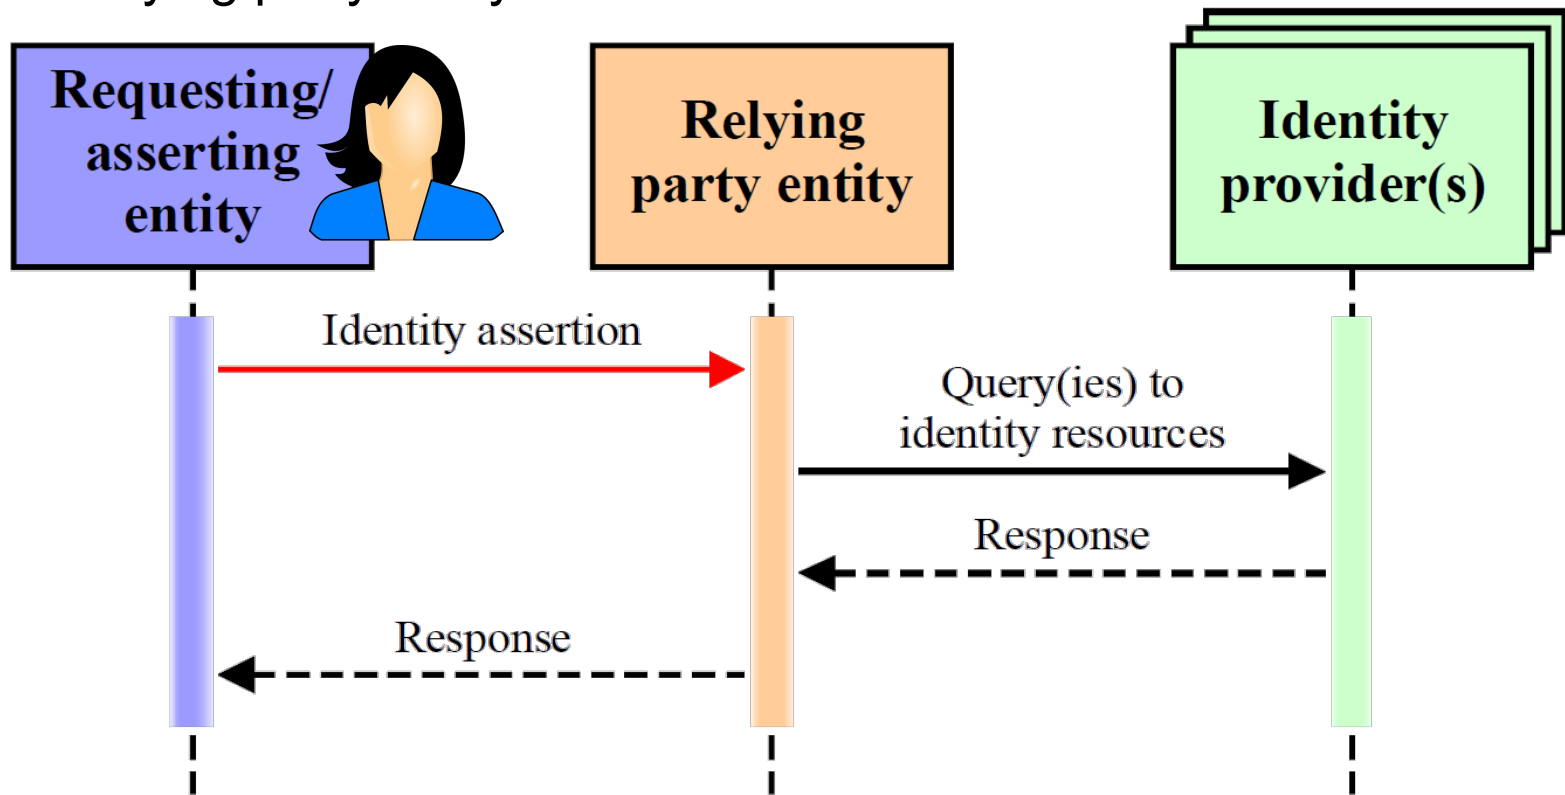 Requesting/
asserting
entity
Relying
party entity
Identity
provider(s)
Identity assertion
Query(ies) to
identity resources
Response
Response